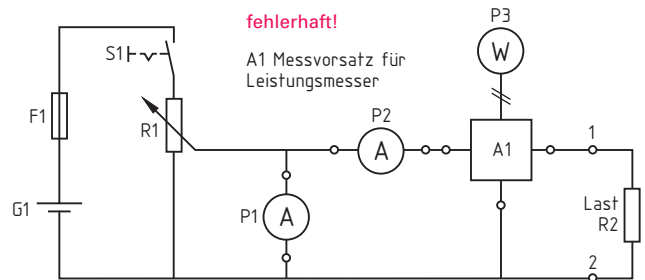 fehlerhaft!
P3
W
S1
A1 Messvorsatz für
Leistungsmesser
F1
R1
P2
A
A1
1
G1
P1
A
Last
R2
2